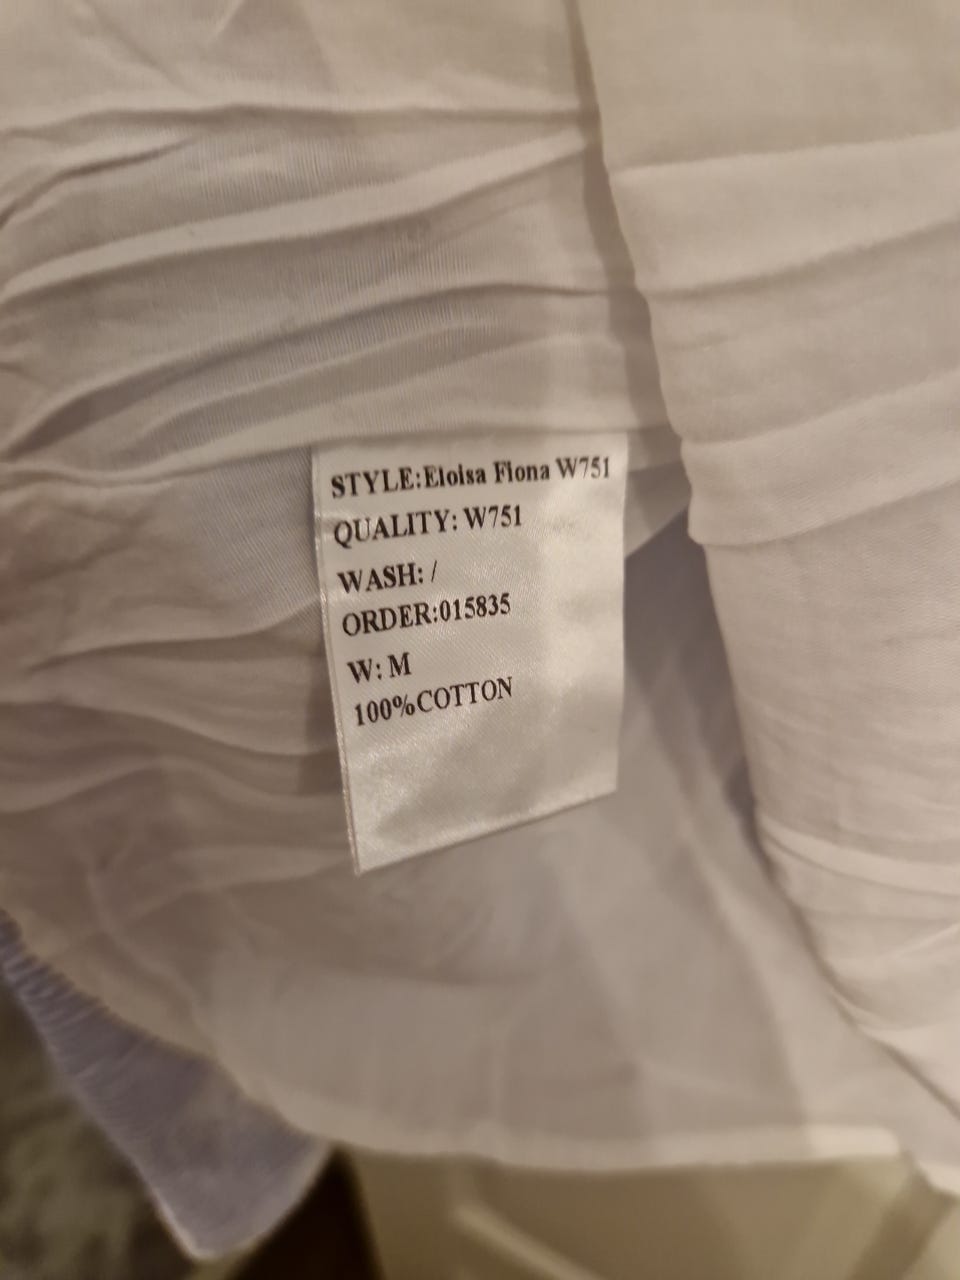 STYLE:Eloisa Fiona W751
QUALITY: W751
WASH: /
ORDER:015835
W: M
100%COTTON